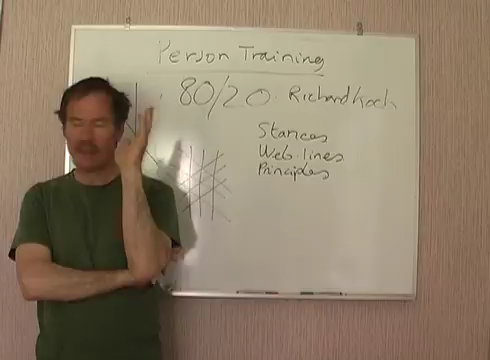 Person Training
80/20 . Richard Koch
Stances
Web-lines
Principles